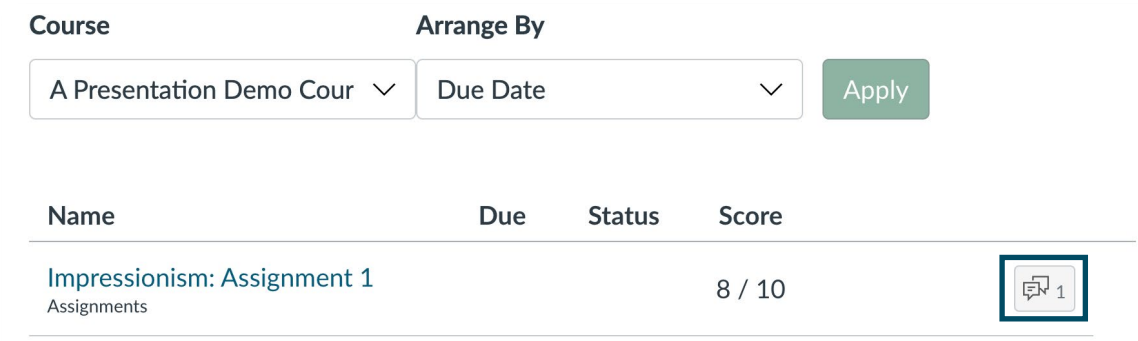 Course Arrange By
A Presentation Demo Cour Due Date Apply
Name Due Status Score
Impressionism: Assignment 1
Assignments
8 / 10
1